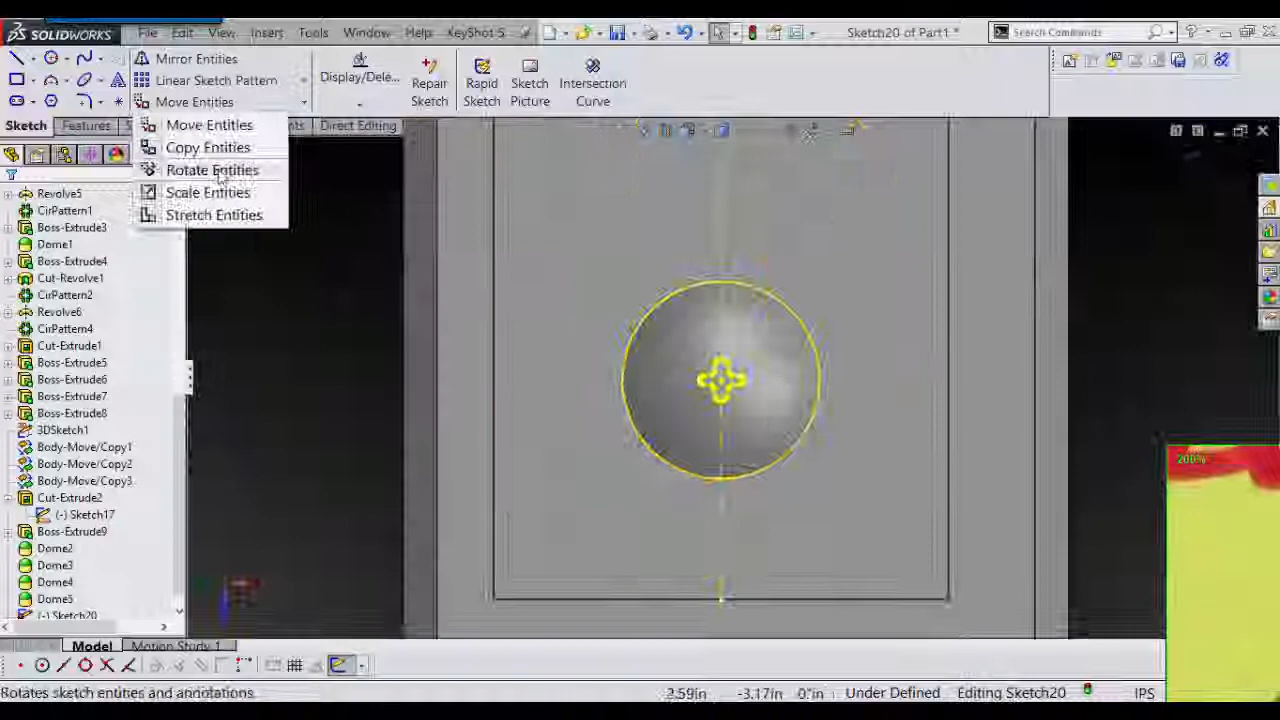 SOLIDWORKS File Edit View Insert Tools Window Help KeyShot 5 Sketch20 of Part1 * Search Commands
Mirror Entities
Linear Sketch Pattern
Move Entities
Display/Dele...
Repair Sketch
Rapid Sketch
Sketch Picture
Intersection Curve
Sketch Features Direct Editing
Move Entities
Copy Entities
Rotate Entities
Scale Entities
Stretch Entities
Revolve5
CirPattern1
Boss-Extrude3
Dome1
Boss-Extrude4
Cut-Revolve1
CirPattern2
Revolve6
CirPattern4
Cut-Extrude1
Boss-Extrude5
Boss-Extrude6
Boss-Extrude7
Boss-Extrude8
3DSketch1
Body-Move/Copy1
Body-Move/Copy2
Body-Move/Copy3
Cut-Extrude2
(-) Sketch17
Boss-Extrude9
Dome2
Dome3
Dome4
Dome5
(-) Sketch20
200%
Model Motion Study 1
Rotates sketch entities and annotations. 2.59in -3.17in 0in Under Defined Editing Sketch20 IPS